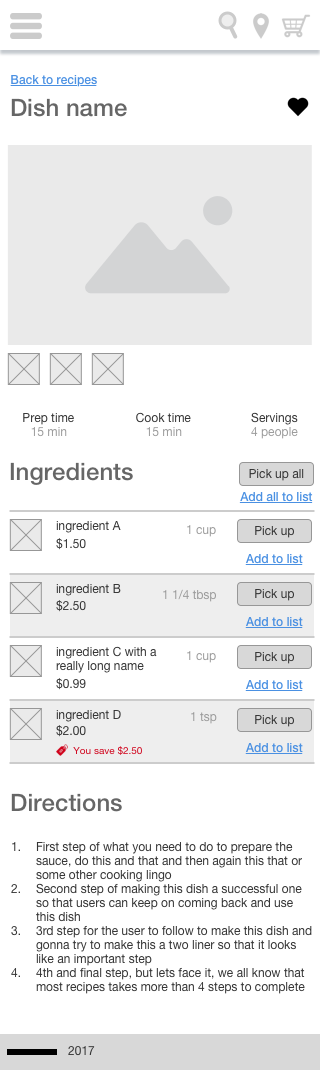 Back to recipes
Dish name
Prep time Cook time Servings
15 min 15 min 4 people
Ingredients
Pick up all
Add all to list
ingredient A 1 cup Pick up
$1.50
Add to list
ingredient B 1 1/4 tbsp Pick up
$2.50
Add to list
ingredient C with a 1 cup Pick up
really long name
$0.99 Add to list
ingredient D 1 tsp Pick up
$2.00
You save $2.50 Add to list
Directions
1. First step of what you need to do to prepare the
sauce, do this and that and then again this that or
some other cooking lingo
2. Second step of making this dish a successful one
so that users can keep on coming back and use
this dish
3. 3rd step for the user to follow to make this dish and
gonna try to make this a two liner so that it looks
like an important step
4. 4th and final step, but lets face it, we all know that
most recipes takes more than 4 steps to complete
2017